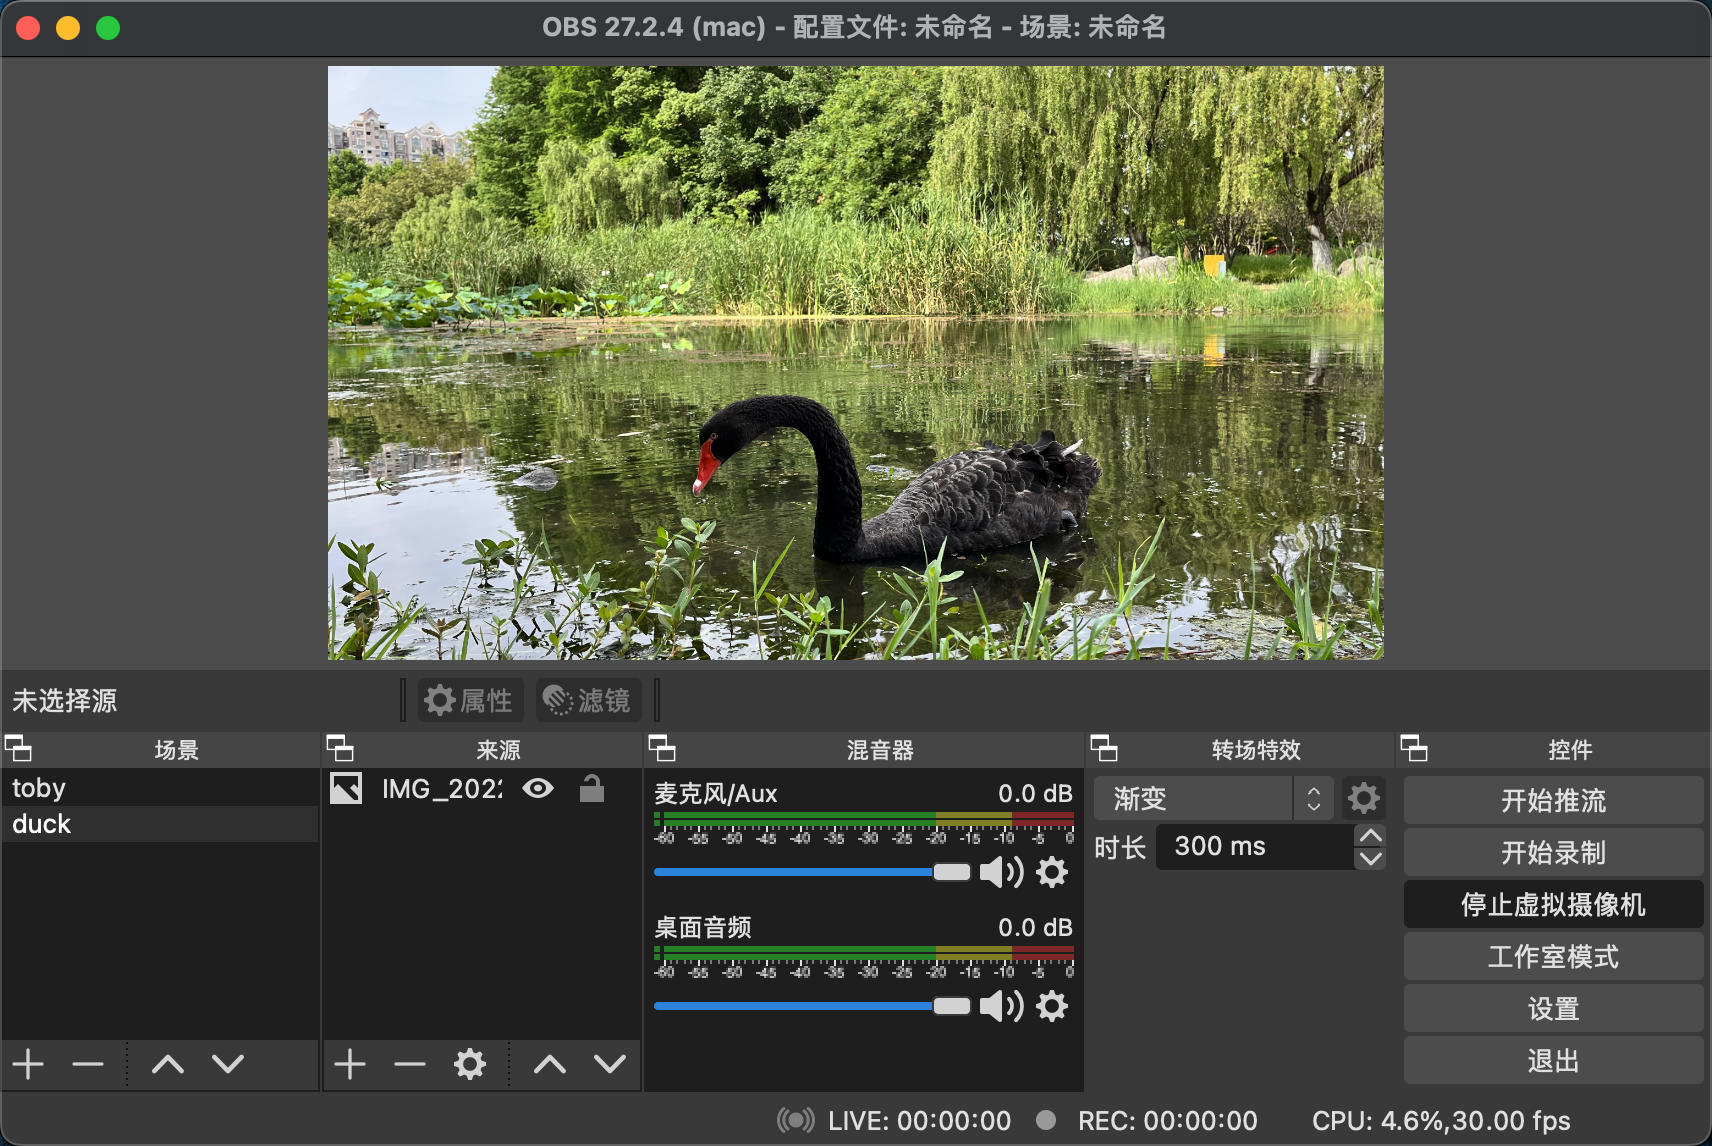 OBS 27.2.4 (mac) - 配置文件: 未命名 - 场景: 未命名
未选择源
属性
滤镜
场景
来源
混音器
转场特效
控件
toby
duck
IMG_202
麦克风/Aux
0.0 dB
-60 -55 -50 -45 -40 -35 -30 -25 -20 -15 -10 -5 0
桌面音频
0.0 dB
-60 -55 -50 -45 -40 -35 -30 -25 -20 -15 -10 -5 0
渐变
时长
300 ms
开始推流
开始录制
停止虚拟摄像机
工作室模式
设置
退出
LIVE: 00:00:00
REC: 00:00:00
CPU: 4.6%,30.00 fps